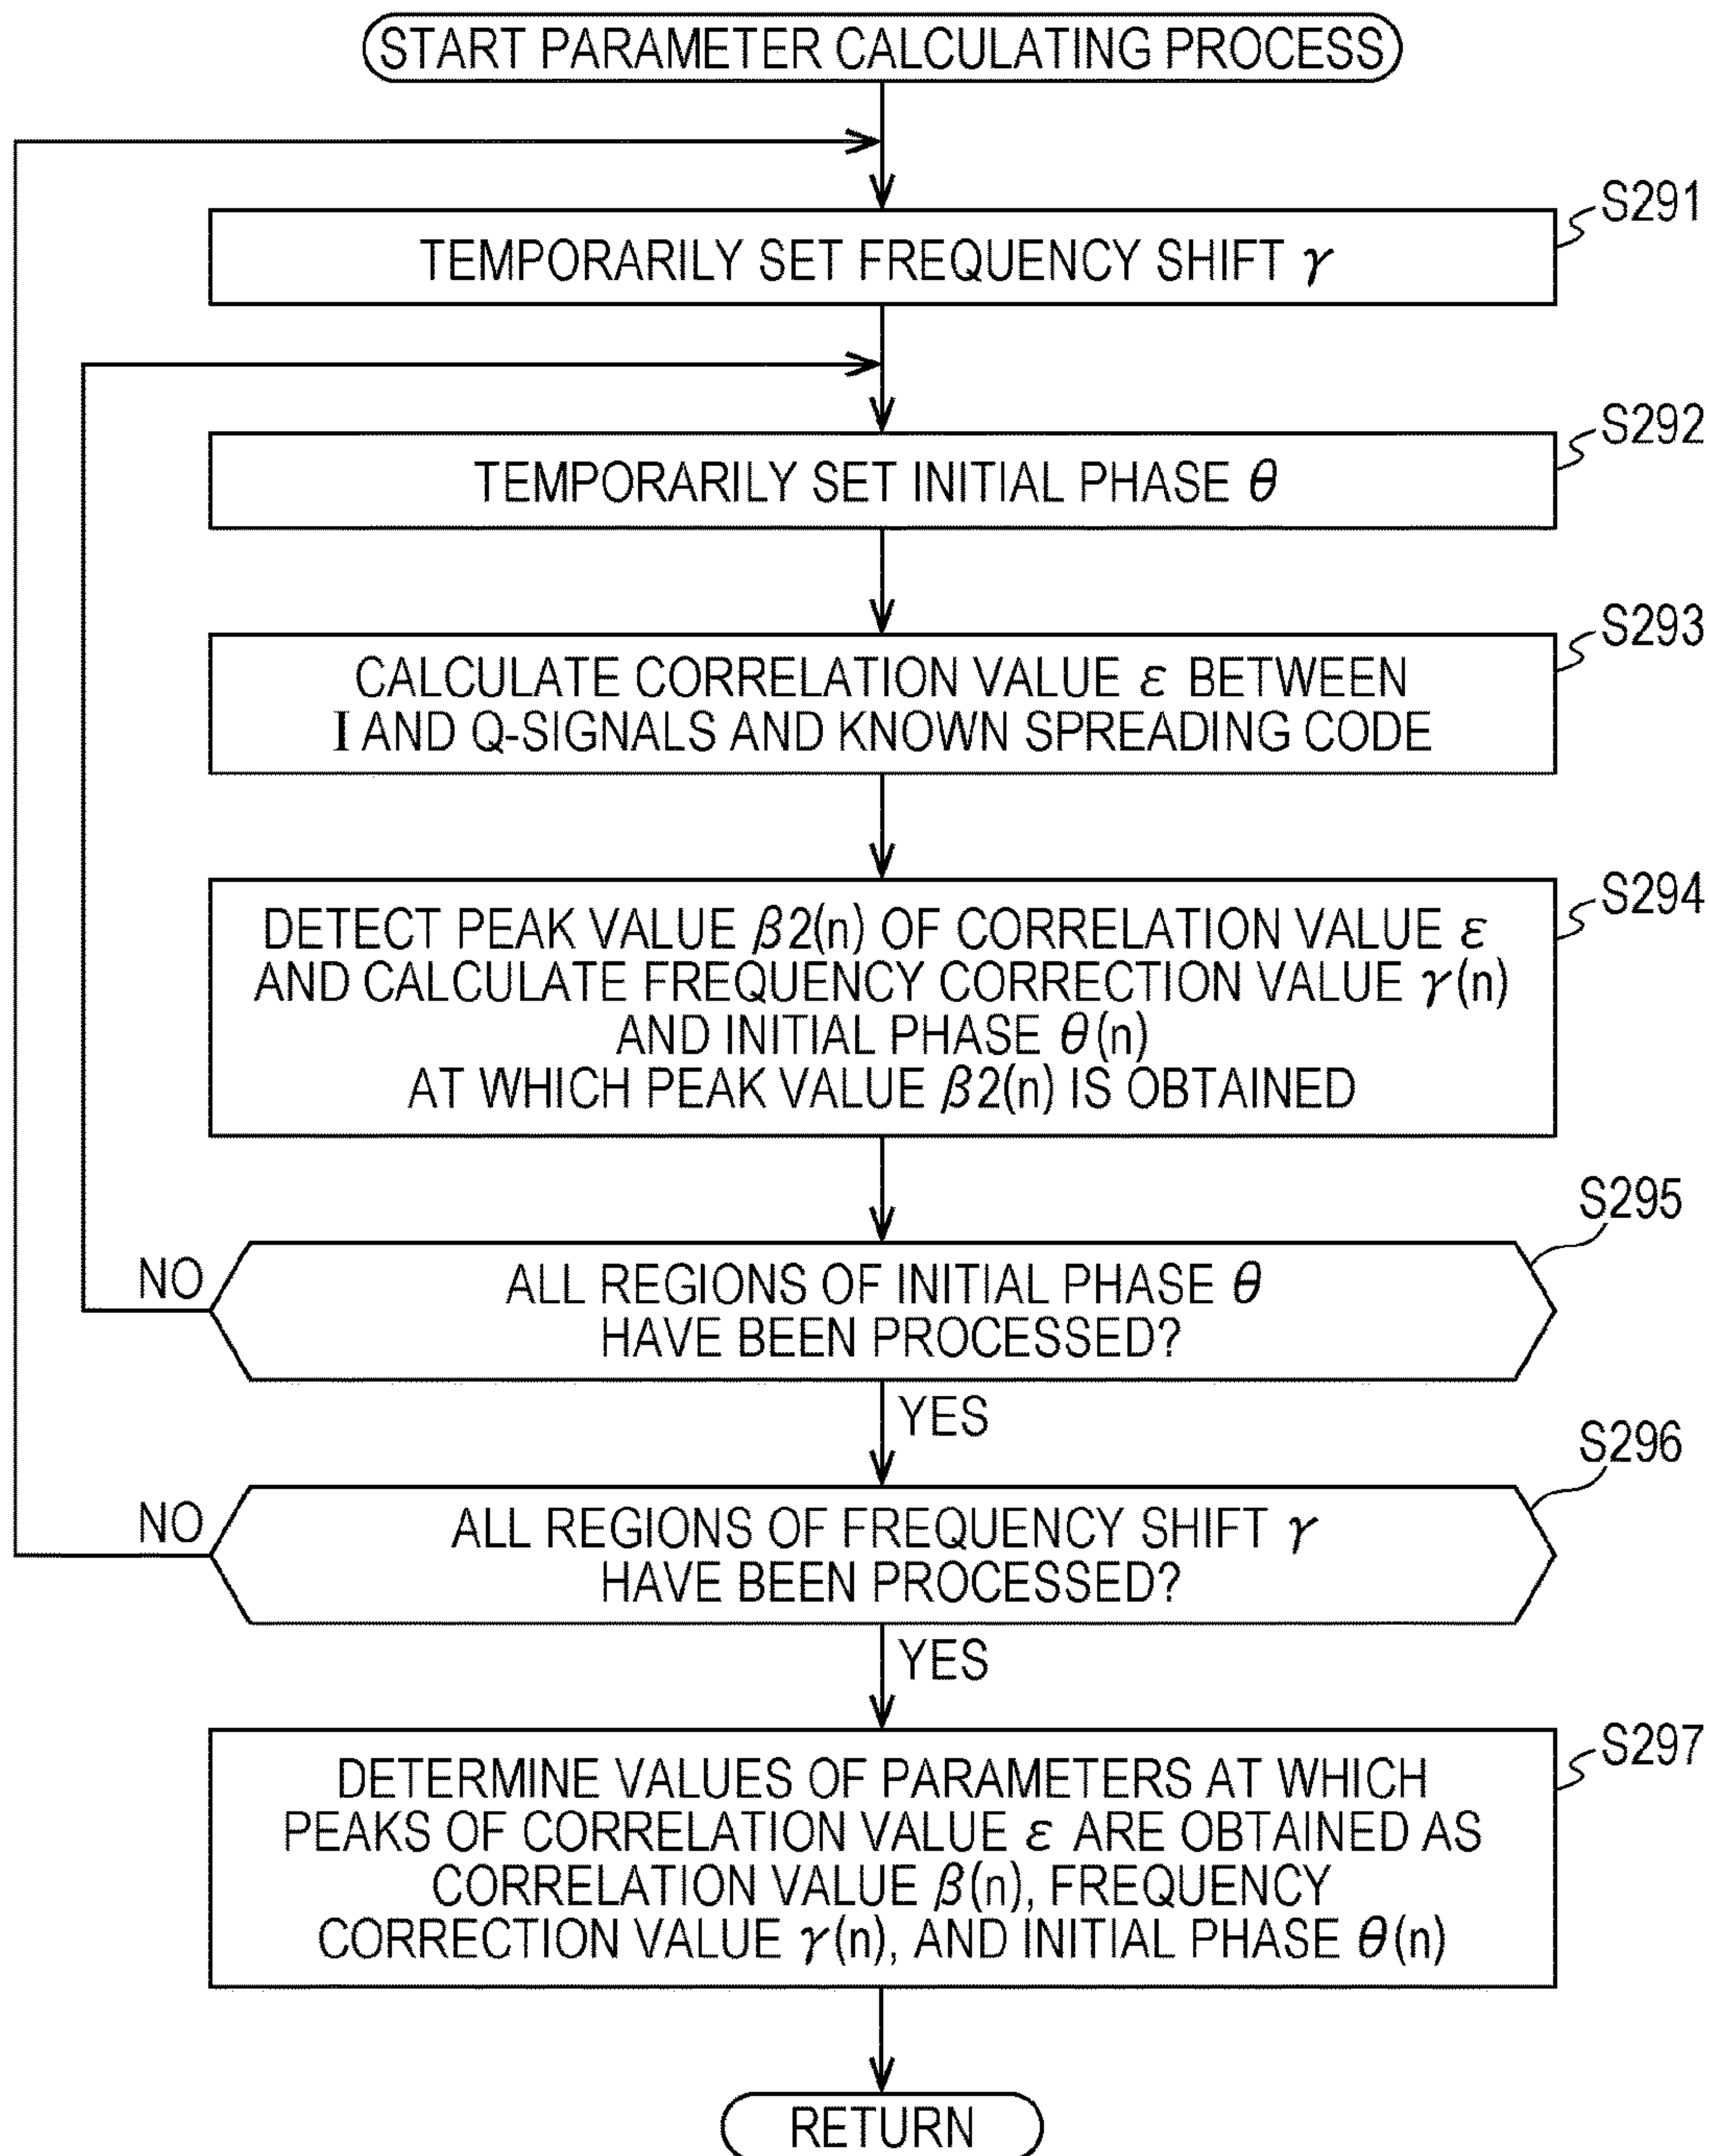 START PARAMETER CALCULATING PROCESS
S291
TEMPORARILY SET FREQUENCY SHIFT γ
S292
TEMPORARILY SET INITIAL PHASE θ
S293
CALCULATE CORRELATION VALUE ε BETWEEN
I AND Q-SIGNALS AND KNOWN SPREADING CODE
S294
DETECT PEAK VALUE β2(n) OF CORRELATION VALUE ε
AND CALCULATE FREQUENCY CORRECTION VALUE γ(n)
AND INITIAL PHASE θ(n)
AT WHICH PEAK VALUE β2(n) IS OBTAINED
S295
NO
ALL REGIONS OF INITIAL PHASE θ
HAVE BEEN PROCESSED?
YES
S296
NO
ALL REGIONS OF FREQUENCY SHIFT γ
HAVE BEEN PROCESSED?
YES
S297
DETERMINE VALUES OF PARAMETERS AT WHICH
PEAKS OF CORRELATION VALUE ε ARE OBTAINED AS
CORRELATION VALUE β(n), FREQUENCY
CORRECTION VALUE γ(n), AND INITIAL PHASE θ(n)
RETURN